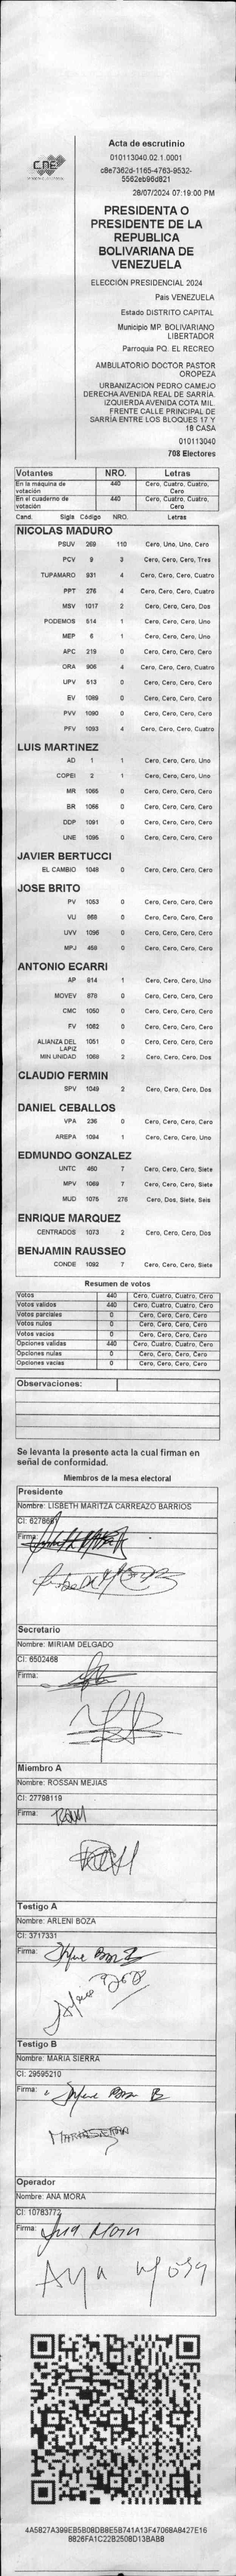 CNE
Acta de escrutinio
010113040.02.1.0001
c8e7362d-1165-4763-9532-
5562eb96d821
28/07/2024 07:19:00 PM
PRESIDENTA O
PRESIDENTE DE LA
REPUBLICA
BOLIVARIANA DE
VENEZUELA
ELECCIÓN PRESIDENCIAL 2024
Pais VENEZUELA
Estado DISTRITO CAPITAL
Municipio MP. BOLIVARIANO
LIBERTADOR
Parroquia PQ. EL RECREO
AMBULATORIO DOCTOR PASTOR
OROPEZA
URBANIZACION PEDRO CAMEJO
DERECHA AVENIDA REAL DE SARRÍA.
IZQUIERDA AVENIDA COTA MIL.
FRENTE CALLE PRINCIPAL DE
SARRÍA ENTRE LOS BLOQUES 17 Y
18 CASA
010113040
708 Electores
Votantes NRO. Letras
En la máquina de votación 440 Cero, Cuatro, Cuatro, Cero
En el cuaderno de votación 440 Cero, Cuatro, Cuatro, Cero
Cand. Sigla Código NRO. Letras
NICOLAS MADURO
PSUV 269 110 Cero, Uno, Uno, Cero
PCV 9 3 Cero, Cero, Cero, Tres
TUPAMARO 931 4 Cero, Cero, Cero, Cuatro
PPT 276 4 Cero, Cero, Cero, Cuatro
MSV 1017 2 Cero, Cero, Cero, Dos
PODEMOS 514 1 Cero, Cero, Cero, Uno
MEP 6 1 Cero, Cero, Cero, Uno
APC 219 0 Cero, Cero, Cero, Cero
ORA 906 4 Cero, Cero, Cero, Cuatro
UPV 513 0 Cero, Cero, Cero, Cero
EV 1089 0 Cero, Cero, Cero, Cero
PVV 1090 0 Cero, Cero, Cero, Cero
PFV 1093 4 Cero, Cero, Cero, Cuatro
LUIS MARTINEZ
AD 1 1 Cero, Cero, Cero, Uno
COPEI 2 1 Cero, Cero, Cero, Uno
MR 1065 0 Cero, Cero, Cero, Cero
BR 1066 0 Cero, Cero, Cero, Cero
DDP 1091 0 Cero, Cero, Cero, Cero
UNE 1095 0 Cero, Cero, Cero, Cero
JAVIER BERTUCCI
EL CAMBIO 1048 0 Cero, Cero, Cero, Cero
JOSE BRITO
PV 1053 0 Cero, Cero, Cero, Cero
VU 868 0 Cero, Cero, Cero, Cero
UVV 1096 0 Cero, Cero, Cero, Cero
MPJ 459 0 Cero, Cero, Cero, Cero
ANTONIO ECARRI
AP 814 1 Cero, Cero, Cero, Uno
MOVEV 878 0 Cero, Cero, Cero, Cero
CMC 1050 0 Cero, Cero, Cero, Cero
FV 1062 0 Cero, Cero, Cero, Cero
ALIANZA DEL LAPIZ 1051 0 Cero, Cero, Cero, Cero
MIN UNIDAD 1068 2 Cero, Cero, Cero, Dos
CLAUDIO FERMIN
SPV 1049 2 Cero, Cero, Cero, Dos
DANIEL CEBALLOS
VPA 236 0 Cero, Cero, Cero, Cero
AREPA 1094 1 Cero, Cero, Cero, Uno
EDMUNDO GONZALEZ
UNTC 460 7 Cero, Cero, Cero, Siete
MPV 1069 7 Cero, Cero, Cero, Siete
MUD 1075 276 Cero, Dos, Siete, Seis
ENRIQUE MARQUEZ
CENTRADOS 1073 2 Cero, Cero, Cero, Dos
BENJAMIN RAUSSEO
CONDE 1092 7 Cero, Cero, Cero, Siete
Resumen de votos
Votos 440 Cero, Cuatro, Cuatro, Cero
Votos validos 440 Cero, Cuatro, Cuatro, Cero
Votos parciales 0 Cero, Cero, Cero, Cero
Votos nulos 0 Cero, Cero, Cero, Cero
Votos vacios 0 Cero, Cero, Cero, Cero
Opciones validas 440 Cero, Cuatro, Cuatro, Cero
Opciones nulas 0 Cero, Cero, Cero, Cero
Opciones vacias 0 Cero, Cero, Cero, Cero
Observaciones:
Se levanta la presente acta la cual firman en
señal de conformidad.
Miembros de la mesa electoral
Presidente
Nombre: LISBETH MARITZA CARREAZO BARRIOS
CI:
Firma:
Secretario
Nombre: MIRIAM DELGADO
CI: 6502468
Firma:
Miembro A
Nombre: ROSSAN MEJIAS
CI: 27798119
Firma:
Testigo A
Nombre: ARLENI BOZA
CI: 3717331
Firma:
Testigo B
Nombre: MARIA SIERRA
CI: 29595210
Firma:
Operador
Nombre: ANA MORA
CI: 10783772
Firma: Ana Mora
Ana Mora
4A5827A399EB5B08DB8E5B741A13F47068A8427E16
8826FA1C22B2508D13BAB8